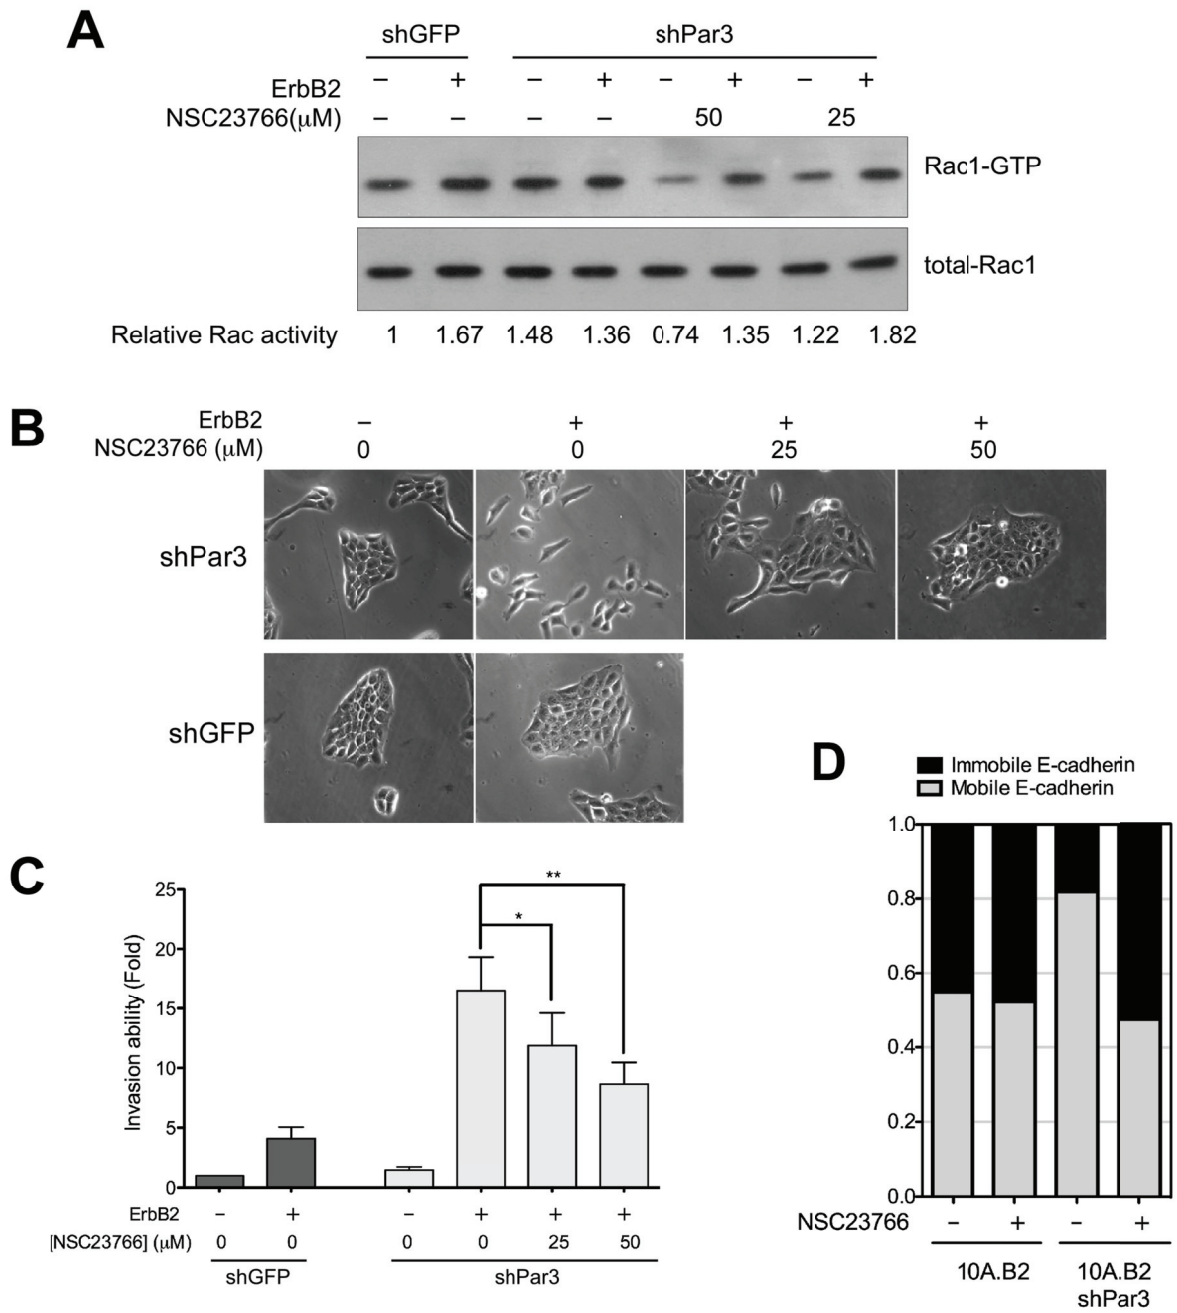 A
shGFP shPar3
ErbB2 – + – + – + – +
NSC23766(μM) – – – – 50 25
Rac1-GTP
total-Rac1
Relative Rac activity 1 1.67 1.48 1.36 0.74 1.35 1.22 1.82
B
ErbB2 – + + +
NSC23766 (μM) 0 0 25 50
shPar3
shGFP
D
Immobile E-cadherin
Mobile E-cadherin
1.0
0.8
0.6
0.4
0.2
0.0
NSC23766 – + – +
10A.B2 10A.B2
shPar3
C
Invasion ability (Fold)
25
20
15
10
5
0
**
*
ErbB2 – + – + + +
[NSC23766] (μM) 0 0 0 0 25 50
shGFP shPar3